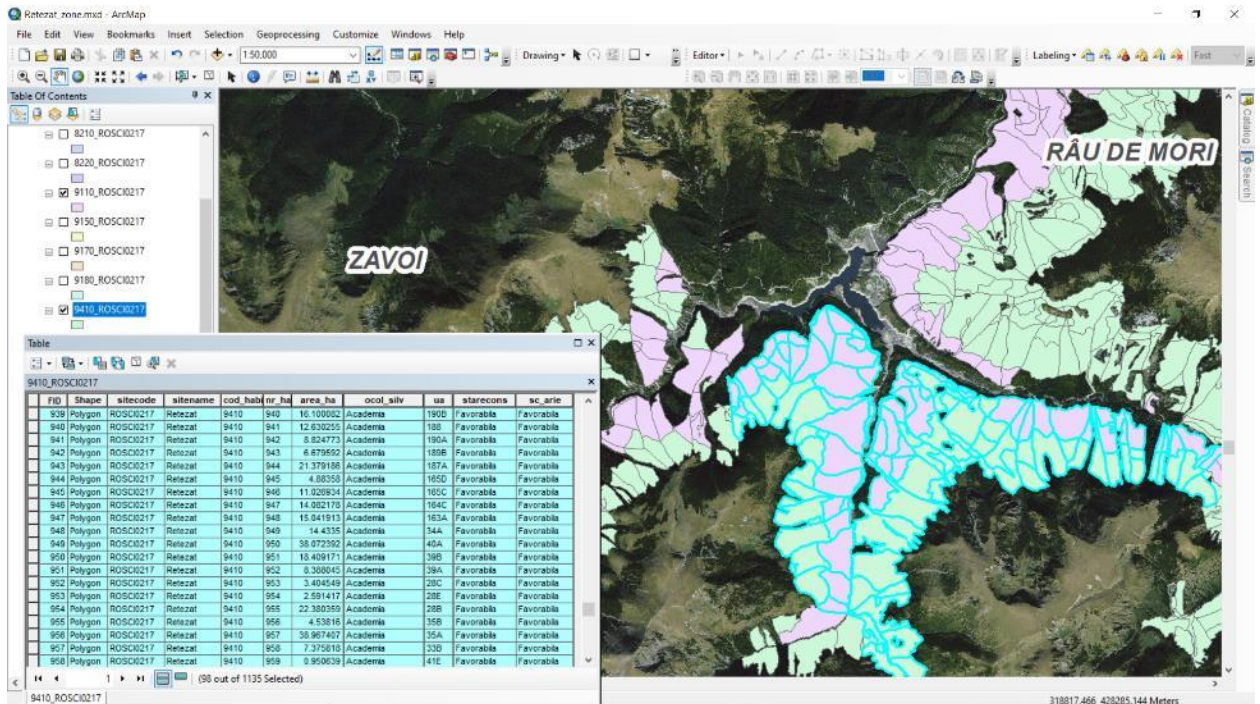 Retezat_zone.mxd - ArcMap
File Edit View Bookmarks Insert Selection Geoprocessing Customize Windows Help
1:50.000 Drawing Editor Labeling Fast
Table Of Contents
8210_ROSCI0217
8220_ROSCI0217
9110_ROSCI0217
9150_ROSCI0217
9170_ROSCI0217
9180_ROSCI0217
9410_ROSCI0217
RÂU DE MORI
ZAVOI
Catalog
Search
Table
9410_ROSCI0217
FID Shape sitecode sitename cod_habi nr_ha area_ha ocol_silv ua starecons sc_arie
939 Polygon ROSCI0217 Retezat 9410 940 16.100082 Academia 190B Favorabila Favorabila
940 Polygon ROSCI0217 Retezat 9410 941 12.630255 Academia 188 Favorabila Favorabila
941 Polygon ROSCI0217 Retezat 9410 942 8.824773 Academia 190A Favorabila Favorabila
942 Polygon ROSCI0217 Retezat 9410 943 6.679592 Academia 189B Favorabila Favorabila
943 Polygon ROSCI0217 Retezat 9410 944 21.379186 Academia 187A Favorabila Favorabila
944 Polygon ROSCI0217 Retezat 9410 945 4.88358 Academia 165D Favorabila Favorabila
945 Polygon ROSCI0217 Retezat 9410 946 11.026934 Academia 165C Favorabila Favorabila
946 Polygon ROSCI0217 Retezat 9410 947 14.082178 Academia 164C Favorabila Favorabila
947 Polygon ROSCI0217 Retezat 9410 948 15.041913 Academia 163A Favorabila Favorabila
948 Polygon ROSCI0217 Retezat 9410 949 14.4335 Academia 34A Favorabila Favorabila
949 Polygon ROSCI0217 Retezat 9410 950 38.072392 Academia 40A Favorabila Favorabila
950 Polygon ROSCI0217 Retezat 9410 951 18.409171 Academia 39B Favorabila Favorabila
951 Polygon ROSCI0217 Retezat 9410 952 8.388045 Academia 39A Favorabila Favorabila
952 Polygon ROSCI0217 Retezat 9410 953 3.404549 Academia 28C Favorabila Favorabila
953 Polygon ROSCI0217 Retezat 9410 954 2.591417 Academia 28E Favorabila Favorabila
954 Polygon ROSCI0217 Retezat 9410 955 22.380359 Academia 28B Favorabila Favorabila
955 Polygon ROSCI0217 Retezat 9410 956 4.53816 Academia 35B Favorabila Favorabila
956 Polygon ROSCI0217 Retezat 9410 957 38.967407 Academia 35A Favorabila Favorabila
957 Polygon ROSCI0217 Retezat 9410 958 7.375818 Academia 33B Favorabila Favorabila
958 Polygon ROSCI0217 Retezat 9410 959 0.950639 Academia 41E Favorabila Favorabila
1 (98 out of 1135 Selected)
9410_ROSCI0217
318817.466 428285.144 Meters